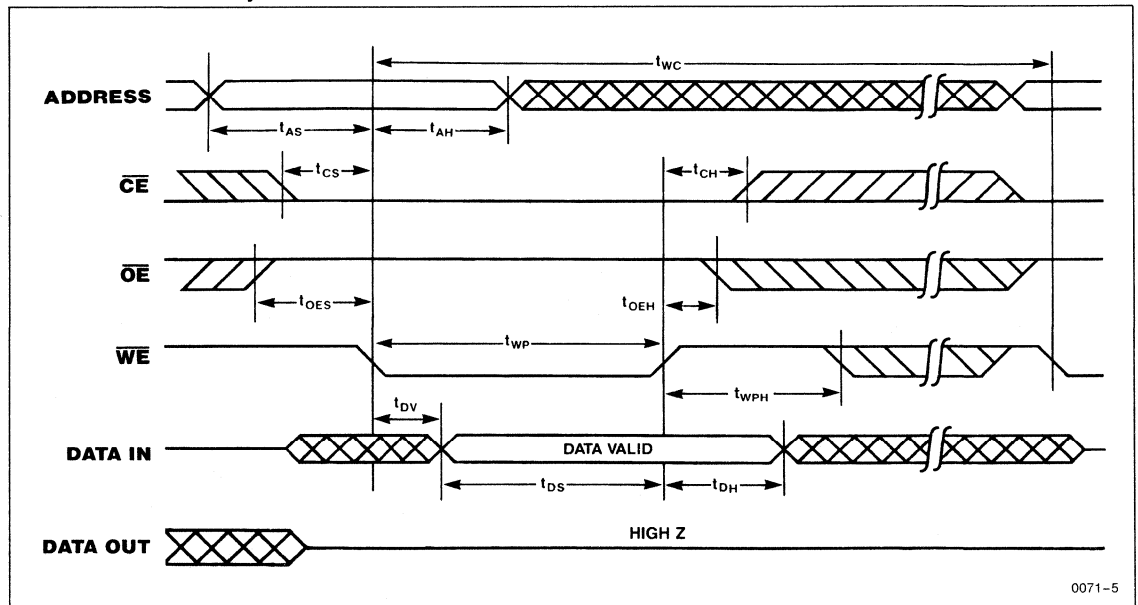 tWC
ADDRESS
tAS
tAH
CE
tCS
tCH
OE
tOES
tOEH
WE
tWP
tWPH
tDV
DATA IN
DATA VALID
tDS
tDH
DATA OUT
HIGH Z
0071-5